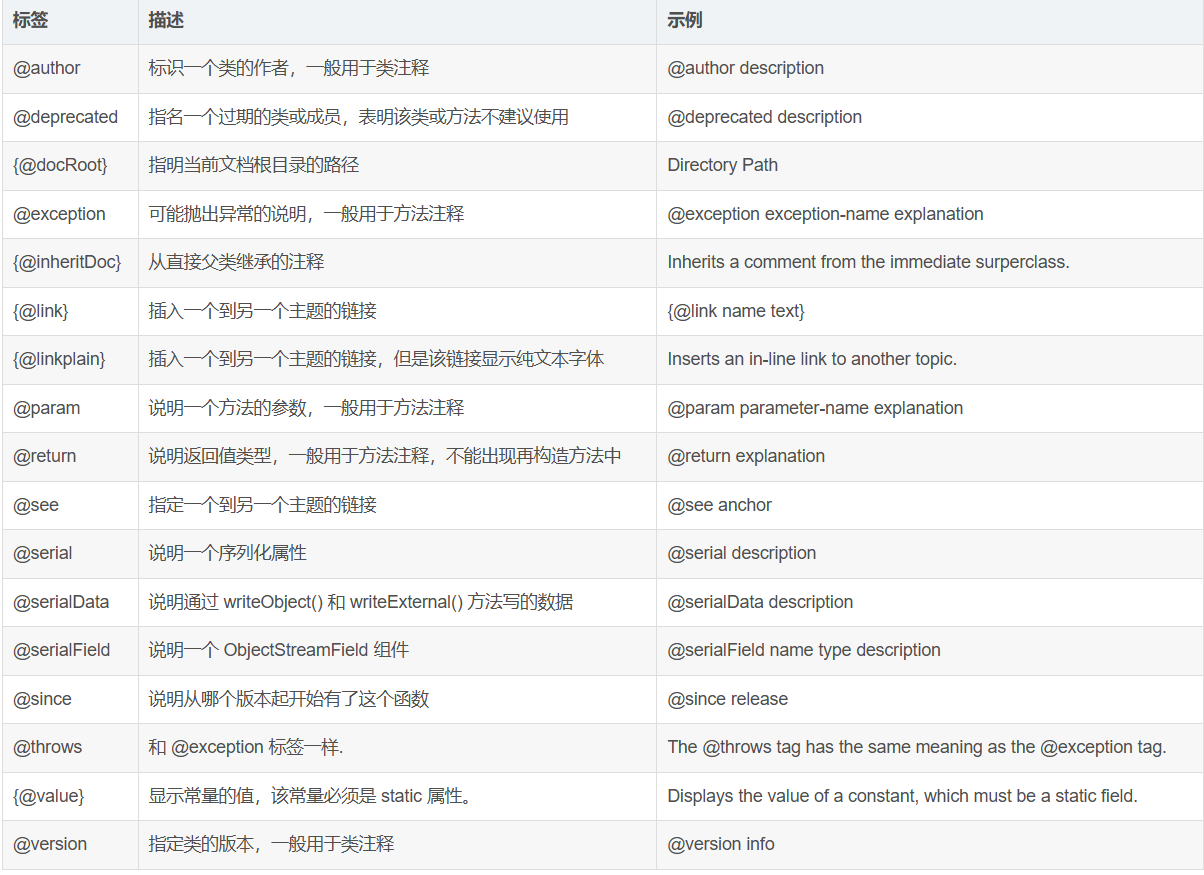 标签 描述 示例
@author 标识一个类的作者，一般用于类注释 @author description
@deprecated 指名一个过期的类或成员，表明该类或方法不建议使用 @deprecated description
{@docRoot} 指明当前文档根目录的路径 Directory Path
@exception 可能抛出异常的说明，一般用于方法注释 @exception exception-name explanation
{@inheritDoc} 从直接父类继承的注释 Inherits a comment from the immediate surperclass.
{@link} 插入一个到另一个主题的链接 {@link name text}
{@linkplain} 插入一个到另一个主题的链接，但是该链接显示纯文本字体 Inserts an in-line link to another topic.
@param 说明一个方法的参数，一般用于方法注释 @param parameter-name explanation
@return 说明返回值类型，一般用于方法注释，不能出现再构造方法中 @return explanation
@see 指定一个到另一个主题的链接 @see anchor
@serial 说明一个序列化属性 @serial description
@serialData 说明通过 writeObject() 和 writeExternal() 方法写的数据 @serialData description
@serialField 说明一个 ObjectStreamField 组件 @serialField name type description
@since 说明从哪个版本起开始有了这个函数 @since release
@throws 和 @exception 标签一样. The @throws tag has the same meaning as the @exception tag.
{@value} 显示常量的值，该常量必须是 static 属性。 Displays the value of a constant, which must be a static field.
@version 指定类的版本，一般用于类注释 @version info